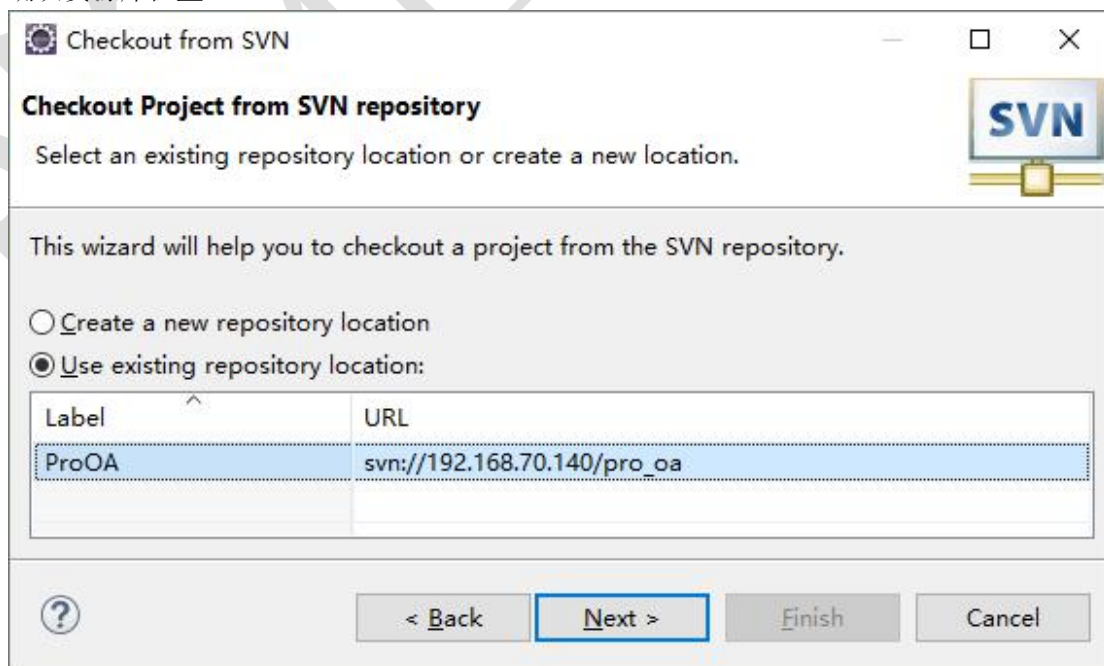 Checkout from SVN
Checkout Project from SVN repository
SVN
Select an existing repository location or create a new location.
This wizard will help you to checkout a project from the SVN repository.
Create a new repository location
Use existing repository location:
Label URL
ProOA svn://192.168.70.140/pro_oa
< Back Next > Finish Cancel